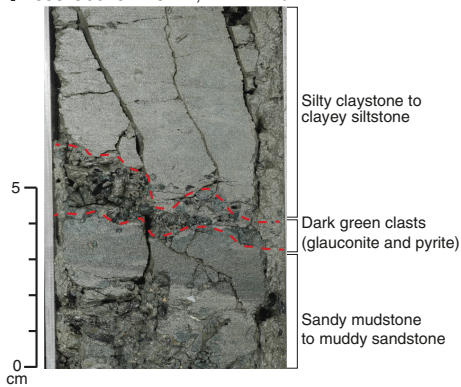 Silty claystone to
clayey siltstone
5
Dark green clasts
(glauconite and pyrite)
Sandy mudstone
to muddy sandstone
0
cm